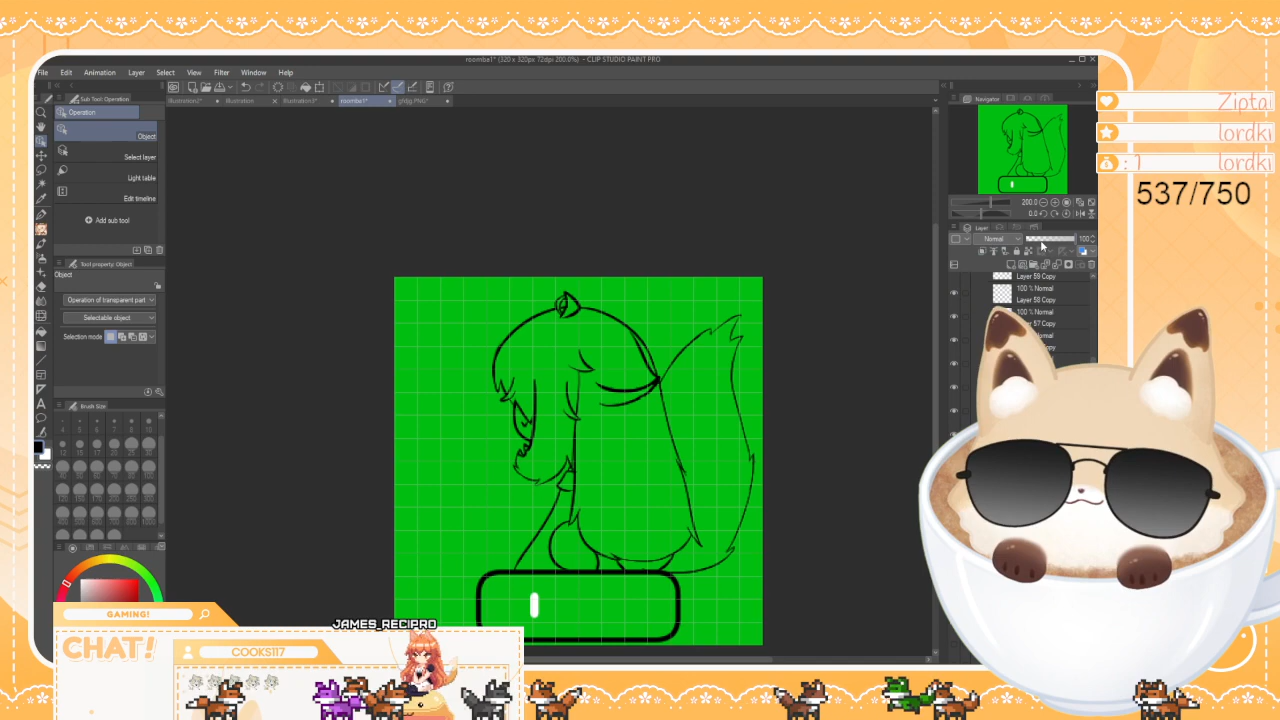 roomba1* (320 x 320px 72dpi 200.0%) - CLIP STUDIO PAINT PRO
File Edit Animation Layer Select View Filter Window Help
Sub Tool: Operation
Operation
Object
Select layer
Light table
Edit timeline
Add sub tool
Tool property: Object
Object
Operation of transparent part
Selectable object
Selection mode
Brush Size
Illustration2* Illustration Illustration3* roomba1*
Navigator
200.0
0.0
Layer
Normal 100
Layer 59 Copy
100 % Normal
Layer 58 Copy
100 % Normal
57 Copy
Ziptai
lordki
: 1 lordki
537/750
GAMING!
CHAT!
COOKS117
JAMES_RECIPRO